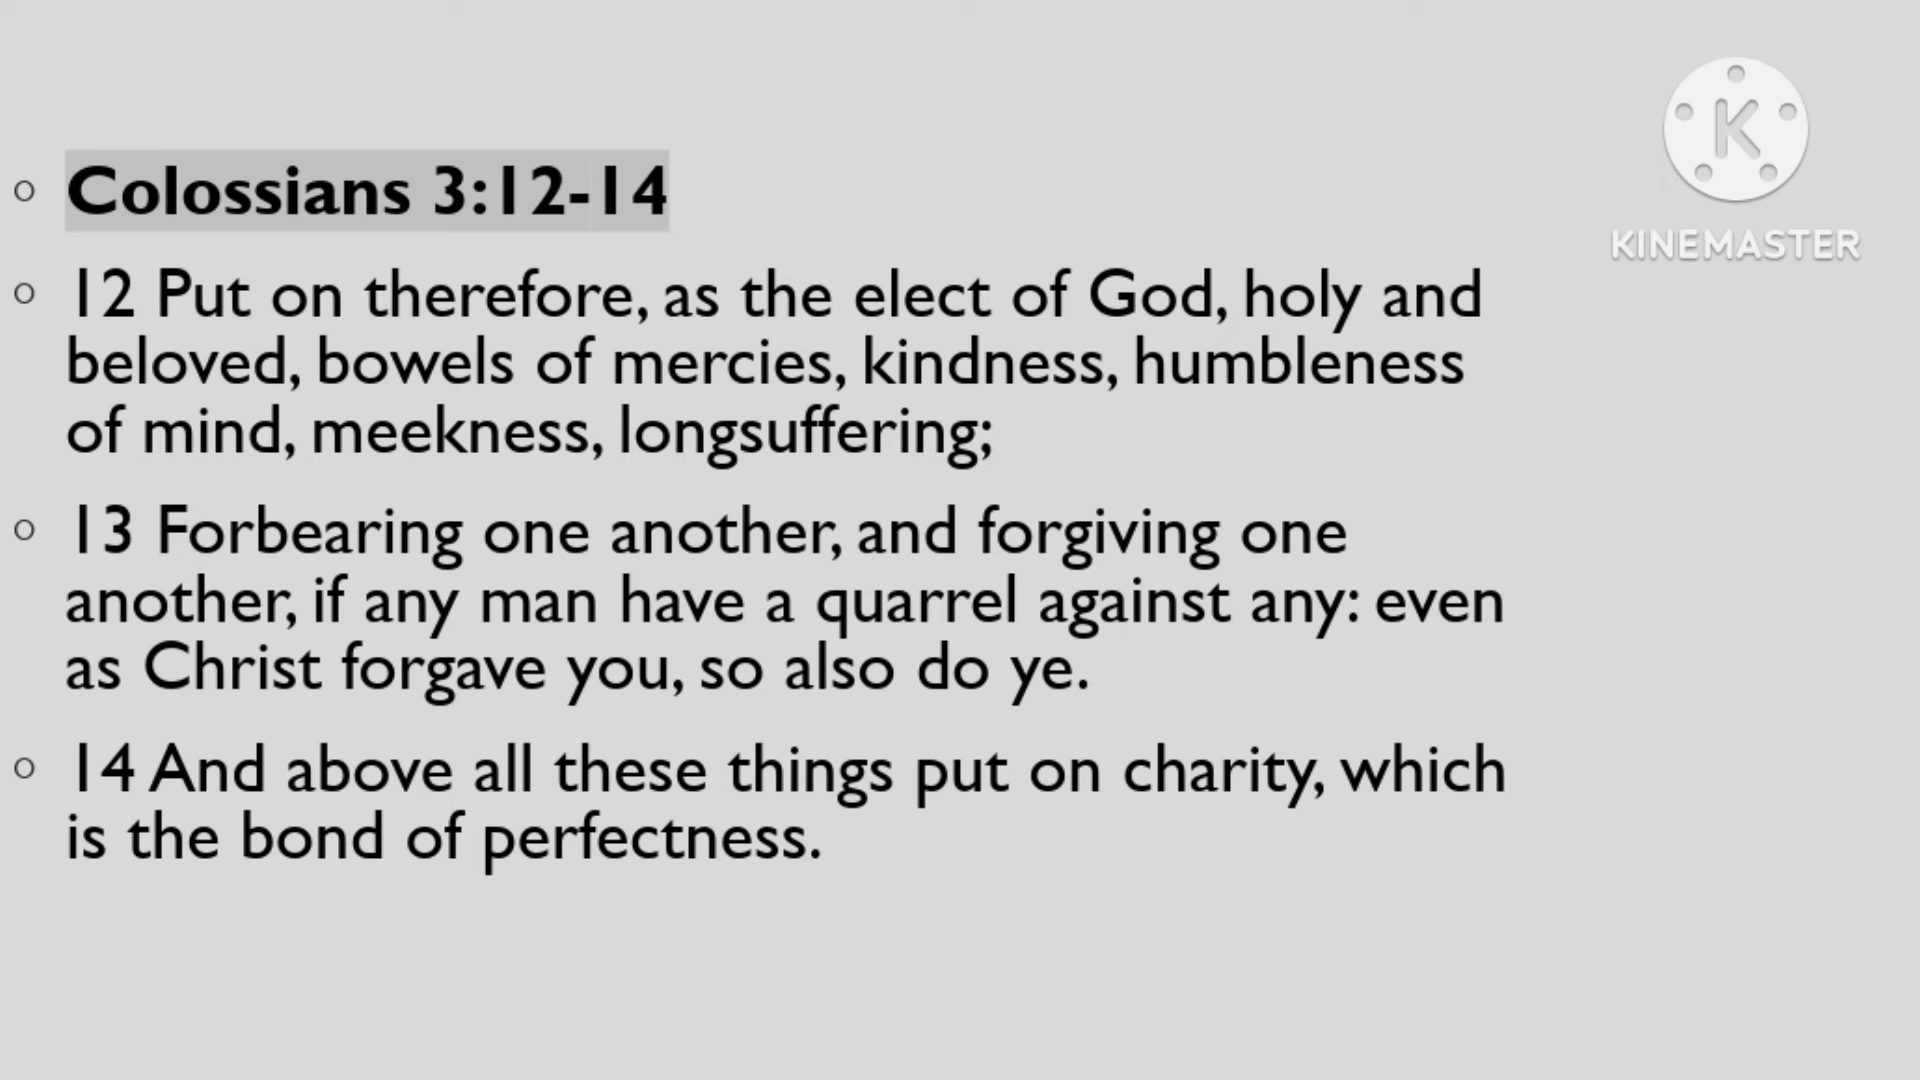 Colossians 3:12-14
K
KINEMASTER
12 Put on therefore, as the elect of God, holy and
beloved, bowels of mercies, kindness, humbleness
of mind, meekness, longsuffering;
13 Forbearing one another, and forgiving one
another, if any man have a quarrel against any: even
as Christ forgave you, so also do ye.
14 And above all these things put on charity, which
is the bond of perfectness.